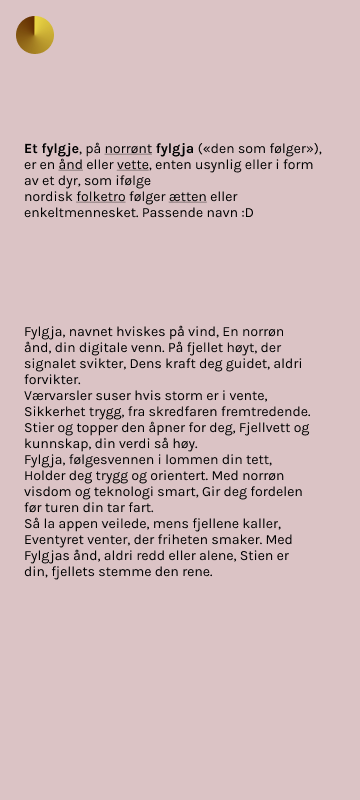 Et fylgje, på norrønt fylgja («den som følger»),
er en ånd eller vette, enten usynlig eller i form
av et dyr, som ifølge
nordisk folketro følger ætten eller
enkeltmennesket. Passende navn :D
Fylgja, navnet hviskes på vind, En norrøn
ånd, din digitale venn. På fjellet høyt, der
signalet svikter, Dens kraft deg guidet, aldri
forvikter.
Værvarsler suser hvis storm er i vente,
Sikkerhet trygg, fra skredfaren fremtredende.
Stier og topper den åpner for deg, Fjellvett og
kunnskap, din verdi så høy.
Fylgja, følgesvennen i lommen din tett,
Holder deg trygg og orientert. Med norrøn
visdom og teknologi smart, Gir deg fordelen
før turen din tar fart.
Så la appen veilede, mens fjellene kaller,
Eventyret venter, der friheten smaker. Med
Fylgjas ånd, aldri redd eller alene, Stien er
din, fjellets stemme den rene.